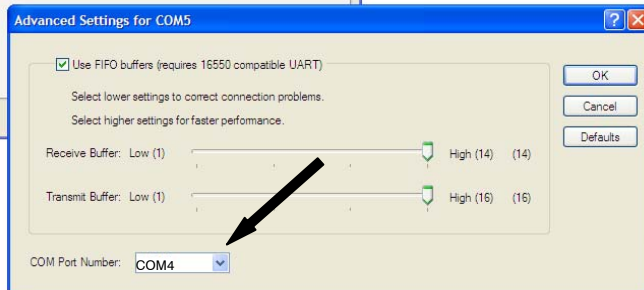 Advanced Settings for COM5
Use FIFO buffers (requires 16550 compatible UART)
OK
Select lower settings to correct connection problems.
Cancel
Select higher settings for faster performance.
Defaults
Receive Buffer: Low (1) High (14) (14)
Transmit Buffer: Low (1) High (16) (16)
COM Port Number: COM4